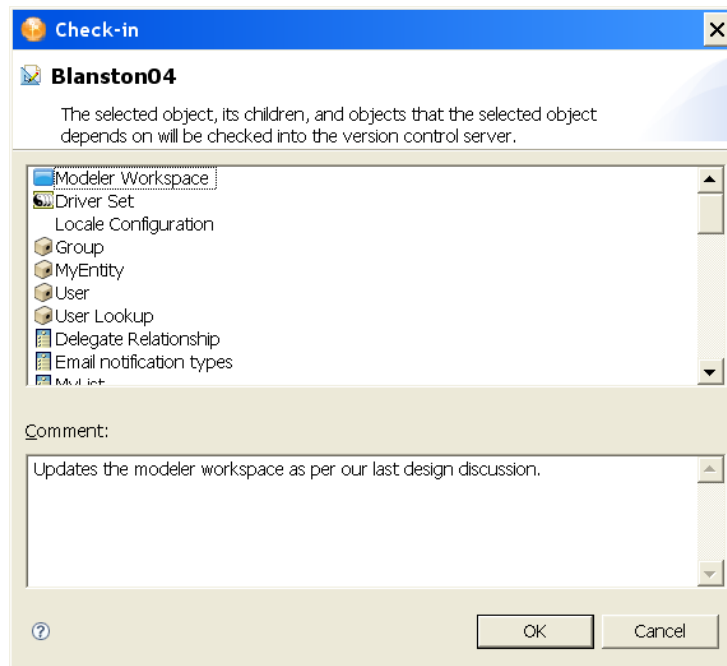 Check-in
Blanston04
The selected object, its children, and objects that the selected object
depends on will be checked into the version control server.
Modeler Workspace
Driver Set
Locale Configuration
Group
MyEntity
User
User Lookup
Delegate Relationship
Email notification types
MyList
Comment:
Updates the modeler workspace as per our last design discussion.
OK
Cancel